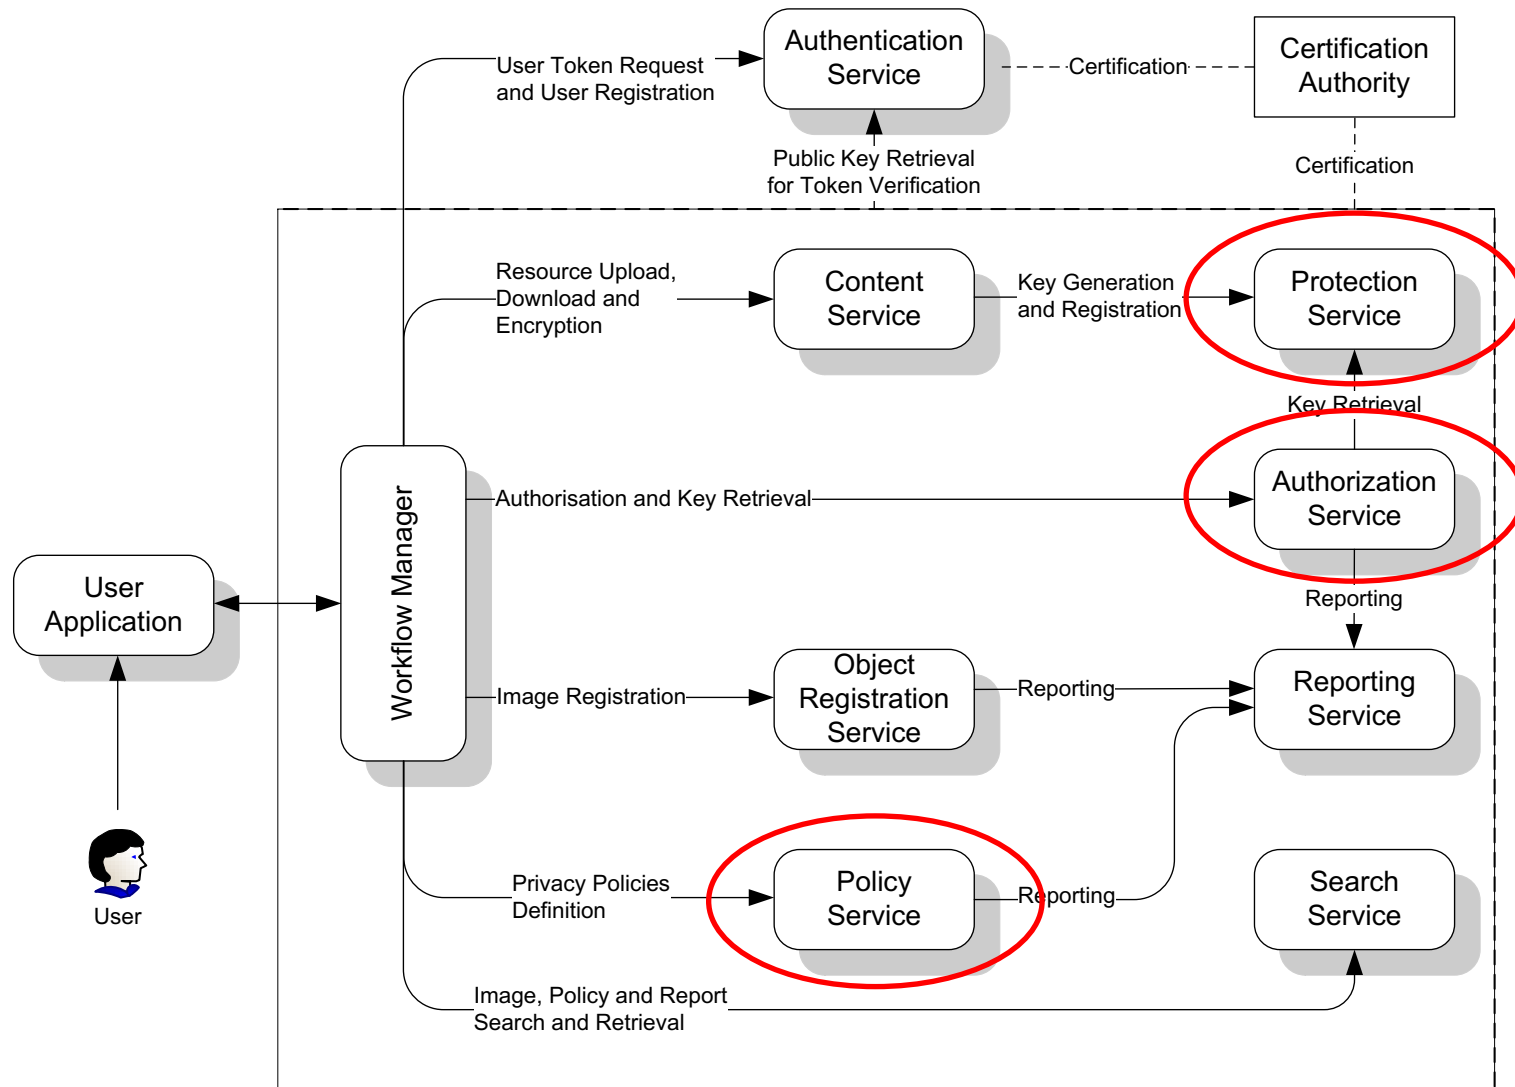 Authentication
Service
Certification
Authority
User Token Request
and User Registration
Certification
Public Key Retrieval
for Token Verification
Certification
Resource Upload,
Download and
Encryption
Content
Service
Key Generation
and Registration
Protection
Service
Key Retrieval
Workflow Manager
Authorisation and Key Retrieval
Authorization
Service
User
Application
Reporting
Image Registration
Object
Registration
Service
Reporting
Reporting
Service
Privacy Policies
Definition
Policy
Service
Reporting
Search
Service
User
Image, Policy and Report
Search and Retrieval